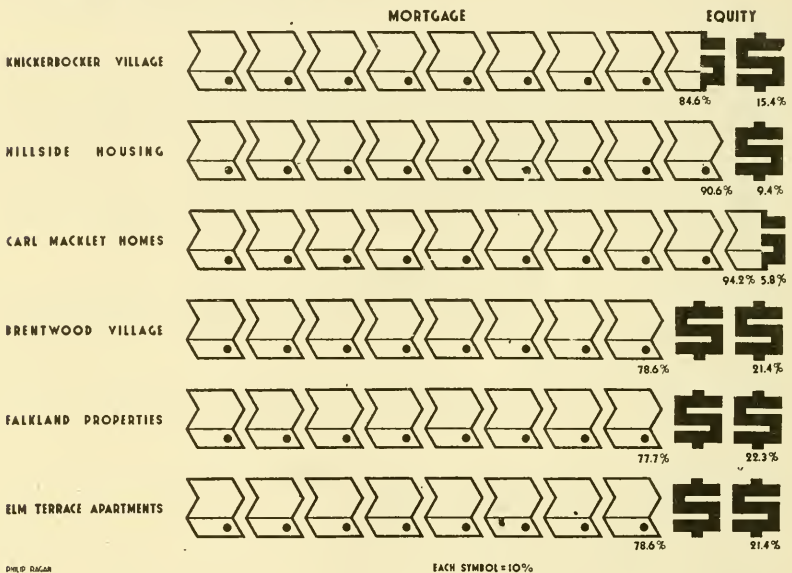 MORTGAGE EQUITY
KNICKERBOCKER VILLAGE
84.6% 15.4%
HILLSIDE HOUSING
90.6% 9.4%
CARL MACKLET HOMES
94.2% 5.8%
BRENTWOOD VILLAGE
78.6% 21.4%
FALKLAND PROPERTIES
77.7% 22.3%
ELM TERRACE APARTMENTS
78.6% 21.4%
PHILIP RAGAN EACH SYMBOL = 10%